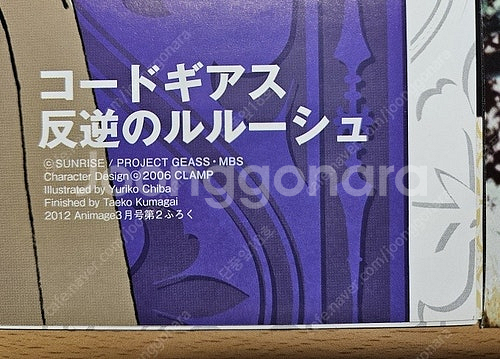 コードギアス
反逆のルルーシュ
©SUNRISE / PROJECT GEASS・MBS
Character Design ©2006 CLAMP
Illustrated by Yuriko Chiba
Finished by Taeko Kumagai
2012 Animage3月号第2ふろく
joonggonara